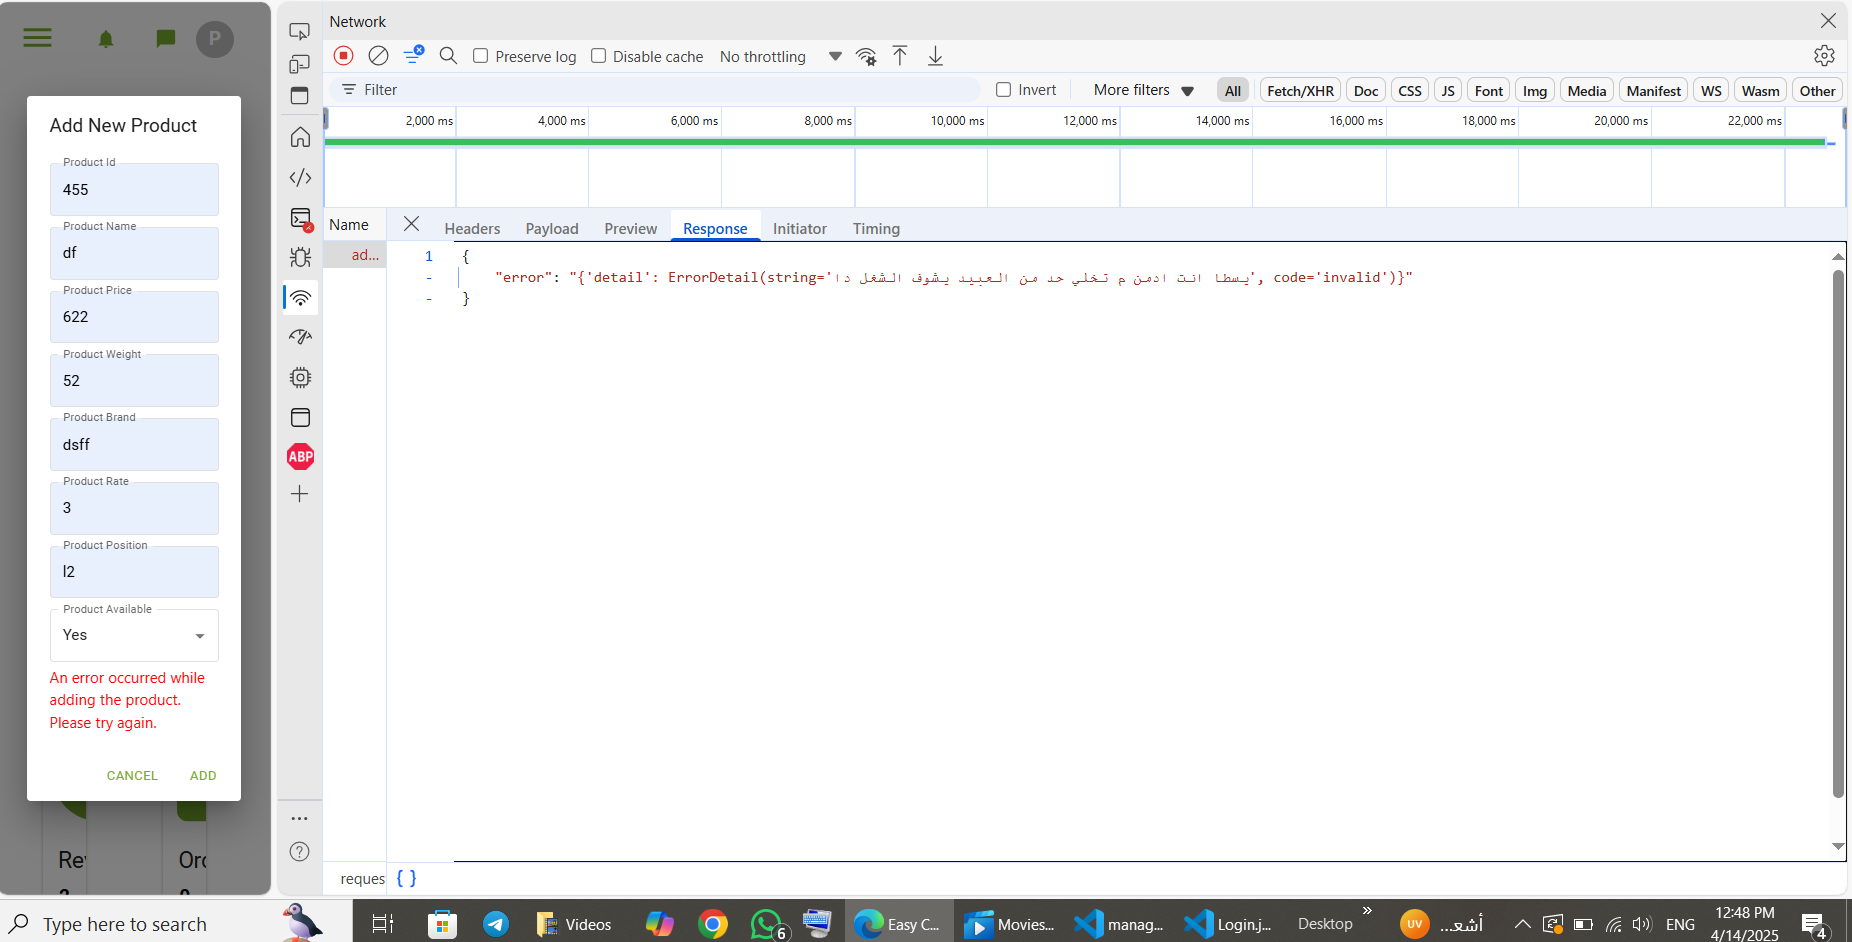 P
Add New Product
Product Id
455
Product Name
df
Product Price
622
Product Weight
52
Product Brand
dsff
Product Rate
3
Product Position
l2
Product Available
Yes
An error occurred while
adding the product.
Please try again.
CANCEL ADD
Re
Orc
ABP
Network
Preserve log Disable cache No throttling
Filter Invert More filters All Fetch/XHR Doc CSS JS Font Img Media Manifest WS Wasm Other
2,000 ms 4,000 ms 6,000 ms 8,000 ms 10,000 ms 12,000 ms 14,000 ms 16,000 ms 18,000 ms 20,000 ms 22,000 ms
Name Headers Payload Preview Response Initiator Timing
ad...
1 {
- "error": "{'detail': ErrorDetail(string='يسطا انت ادمن م تخلي حد من العبيد يشوف الشغل دا', code='invalid')}"
- }
reques { }
Type here to search Videos 6 Easy C... Movies... manag... Login.j... Desktop » UV أشعـ... ENG 12:48 PM
4/14/2025 4